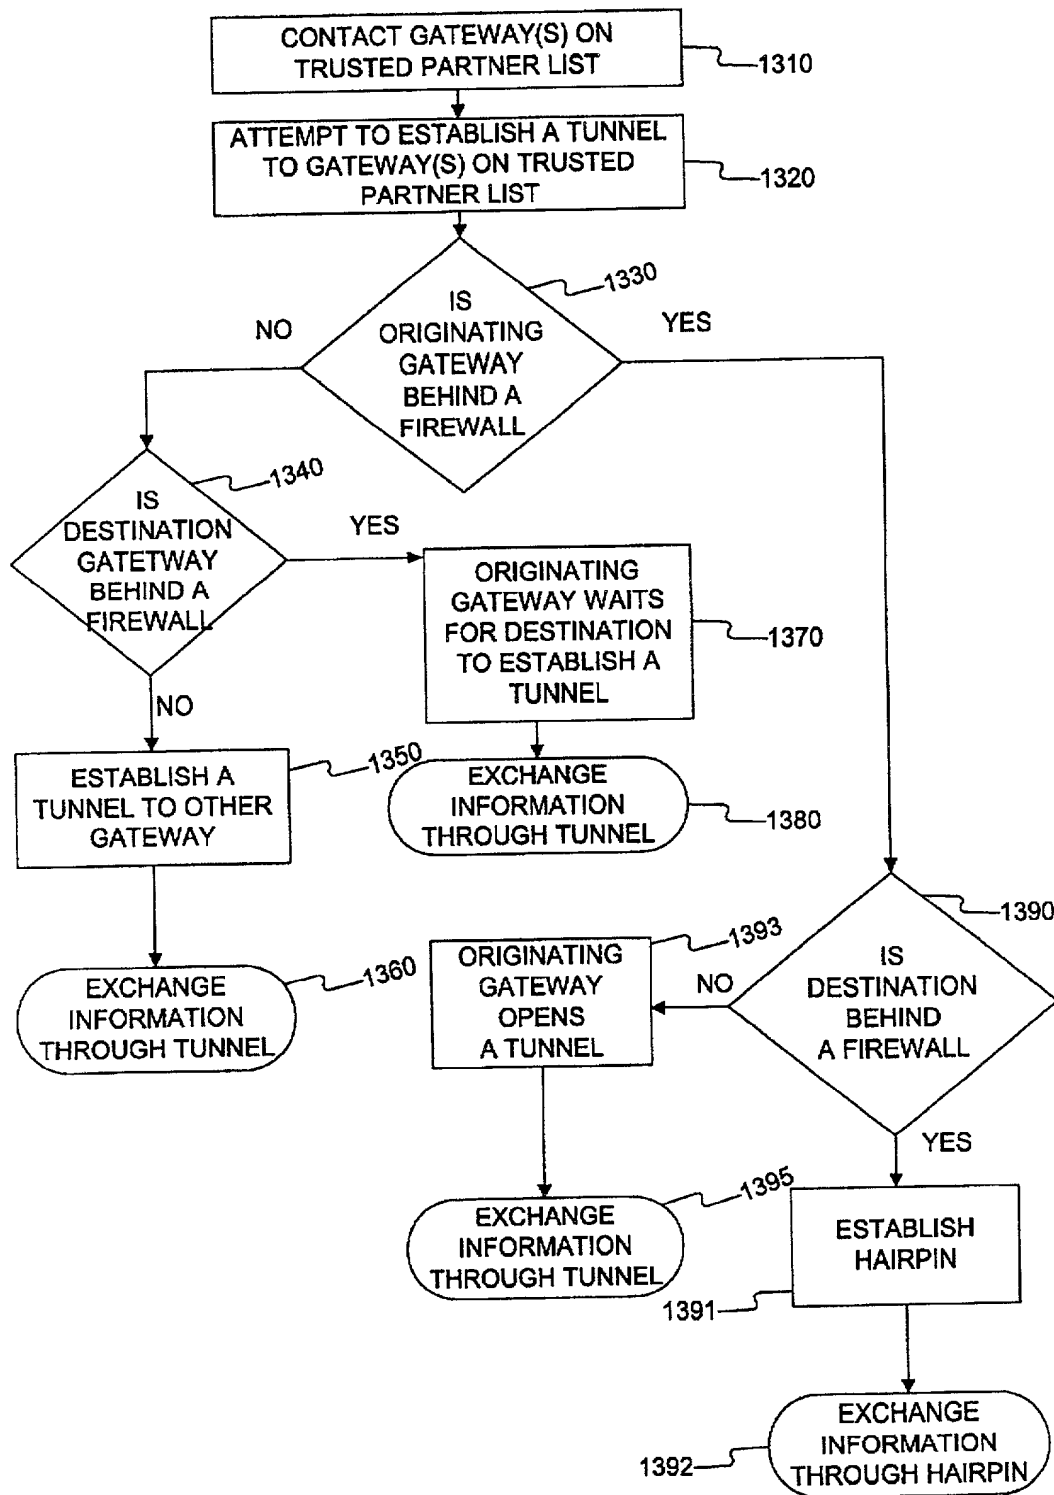 CONTACT GATEWAY(S) ON
TRUSTED PARTNER LIST
1310
ATTEMPT TO ESTABLISH A TUNNEL
TO GATEWAY(S) ON TRUSTED
PARTNER LIST
1320
1330
IS
ORIGINATING
GATEWAY
BEHIND A
FIREWALL
NO
YES
1340
IS
DESTINATION
GATETWAY
BEHIND A
FIREWALL
YES
NO
ORIGINATING
GATEWAY WAITS
FOR DESTINATION
TO ESTABLISH A
TUNNEL
1370
1350
ESTABLISH A
TUNNEL TO OTHER
GATEWAY
EXCHANGE
INFORMATION
THROUGH TUNNEL
1380
1360
EXCHANGE
INFORMATION
THROUGH TUNNEL
1390
IS
DESTINATION
BEHIND
A FIREWALL
NO
YES
1393
ORIGINATING
GATEWAY
OPENS
A TUNNEL
1395
EXCHANGE
INFORMATION
THROUGH TUNNEL
ESTABLISH
HAIRPIN
1391
EXCHANGE
INFORMATION
THROUGH HAIRPIN
1392